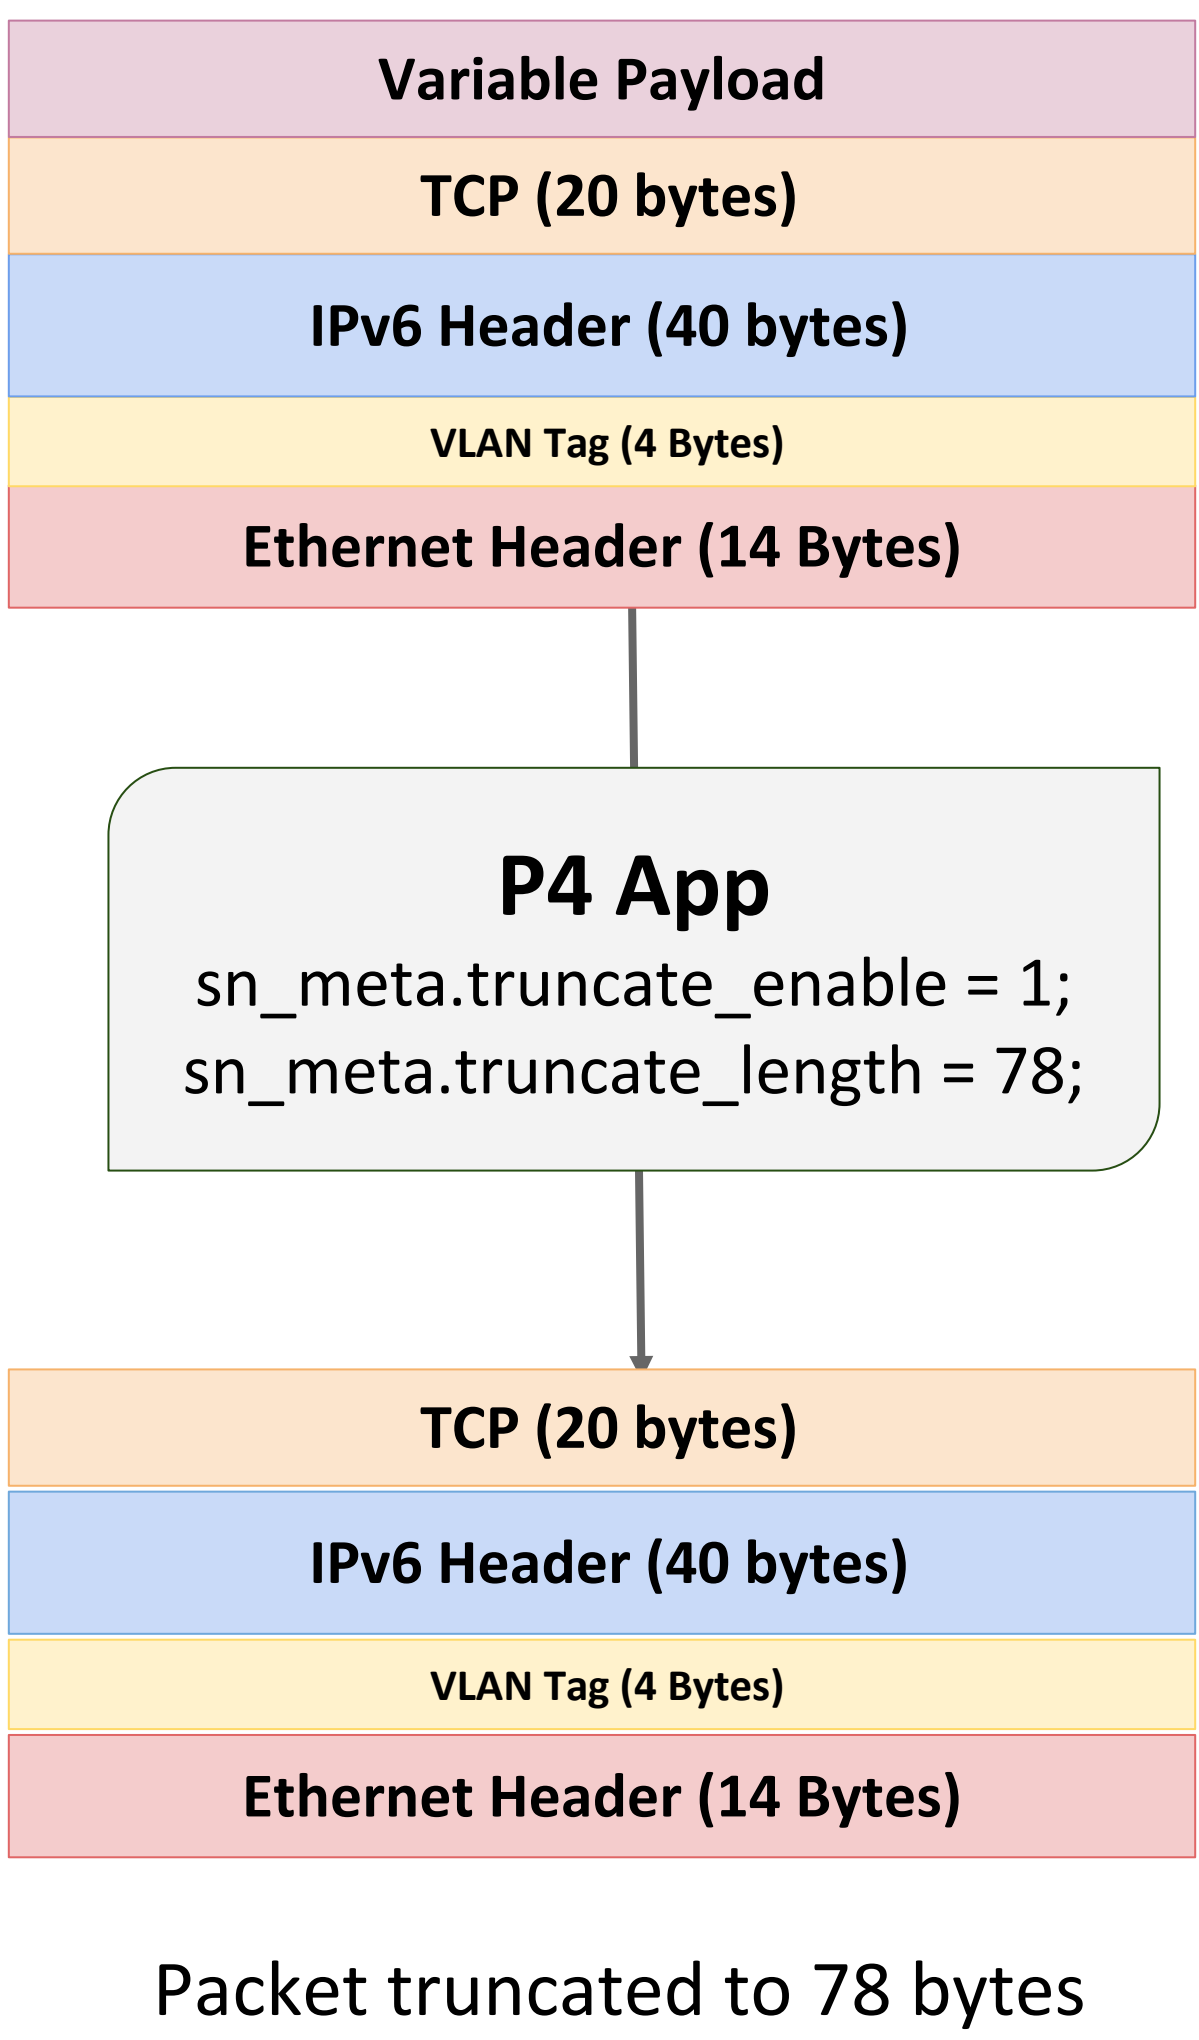 Variable Payload
TCP (20 bytes)
IPv6 Header (40 bytes)
VLAN Tag (4 Bytes)
Ethernet Header (14 Bytes)
P4 App
sn_meta.truncate_enable = 1;
sn_meta.truncate_length = 78;
TCP (20 bytes)
IPv6 Header (40 bytes)
VLAN Tag (4 Bytes)
Ethernet Header (14 Bytes)
Packet truncated to 78 bytes